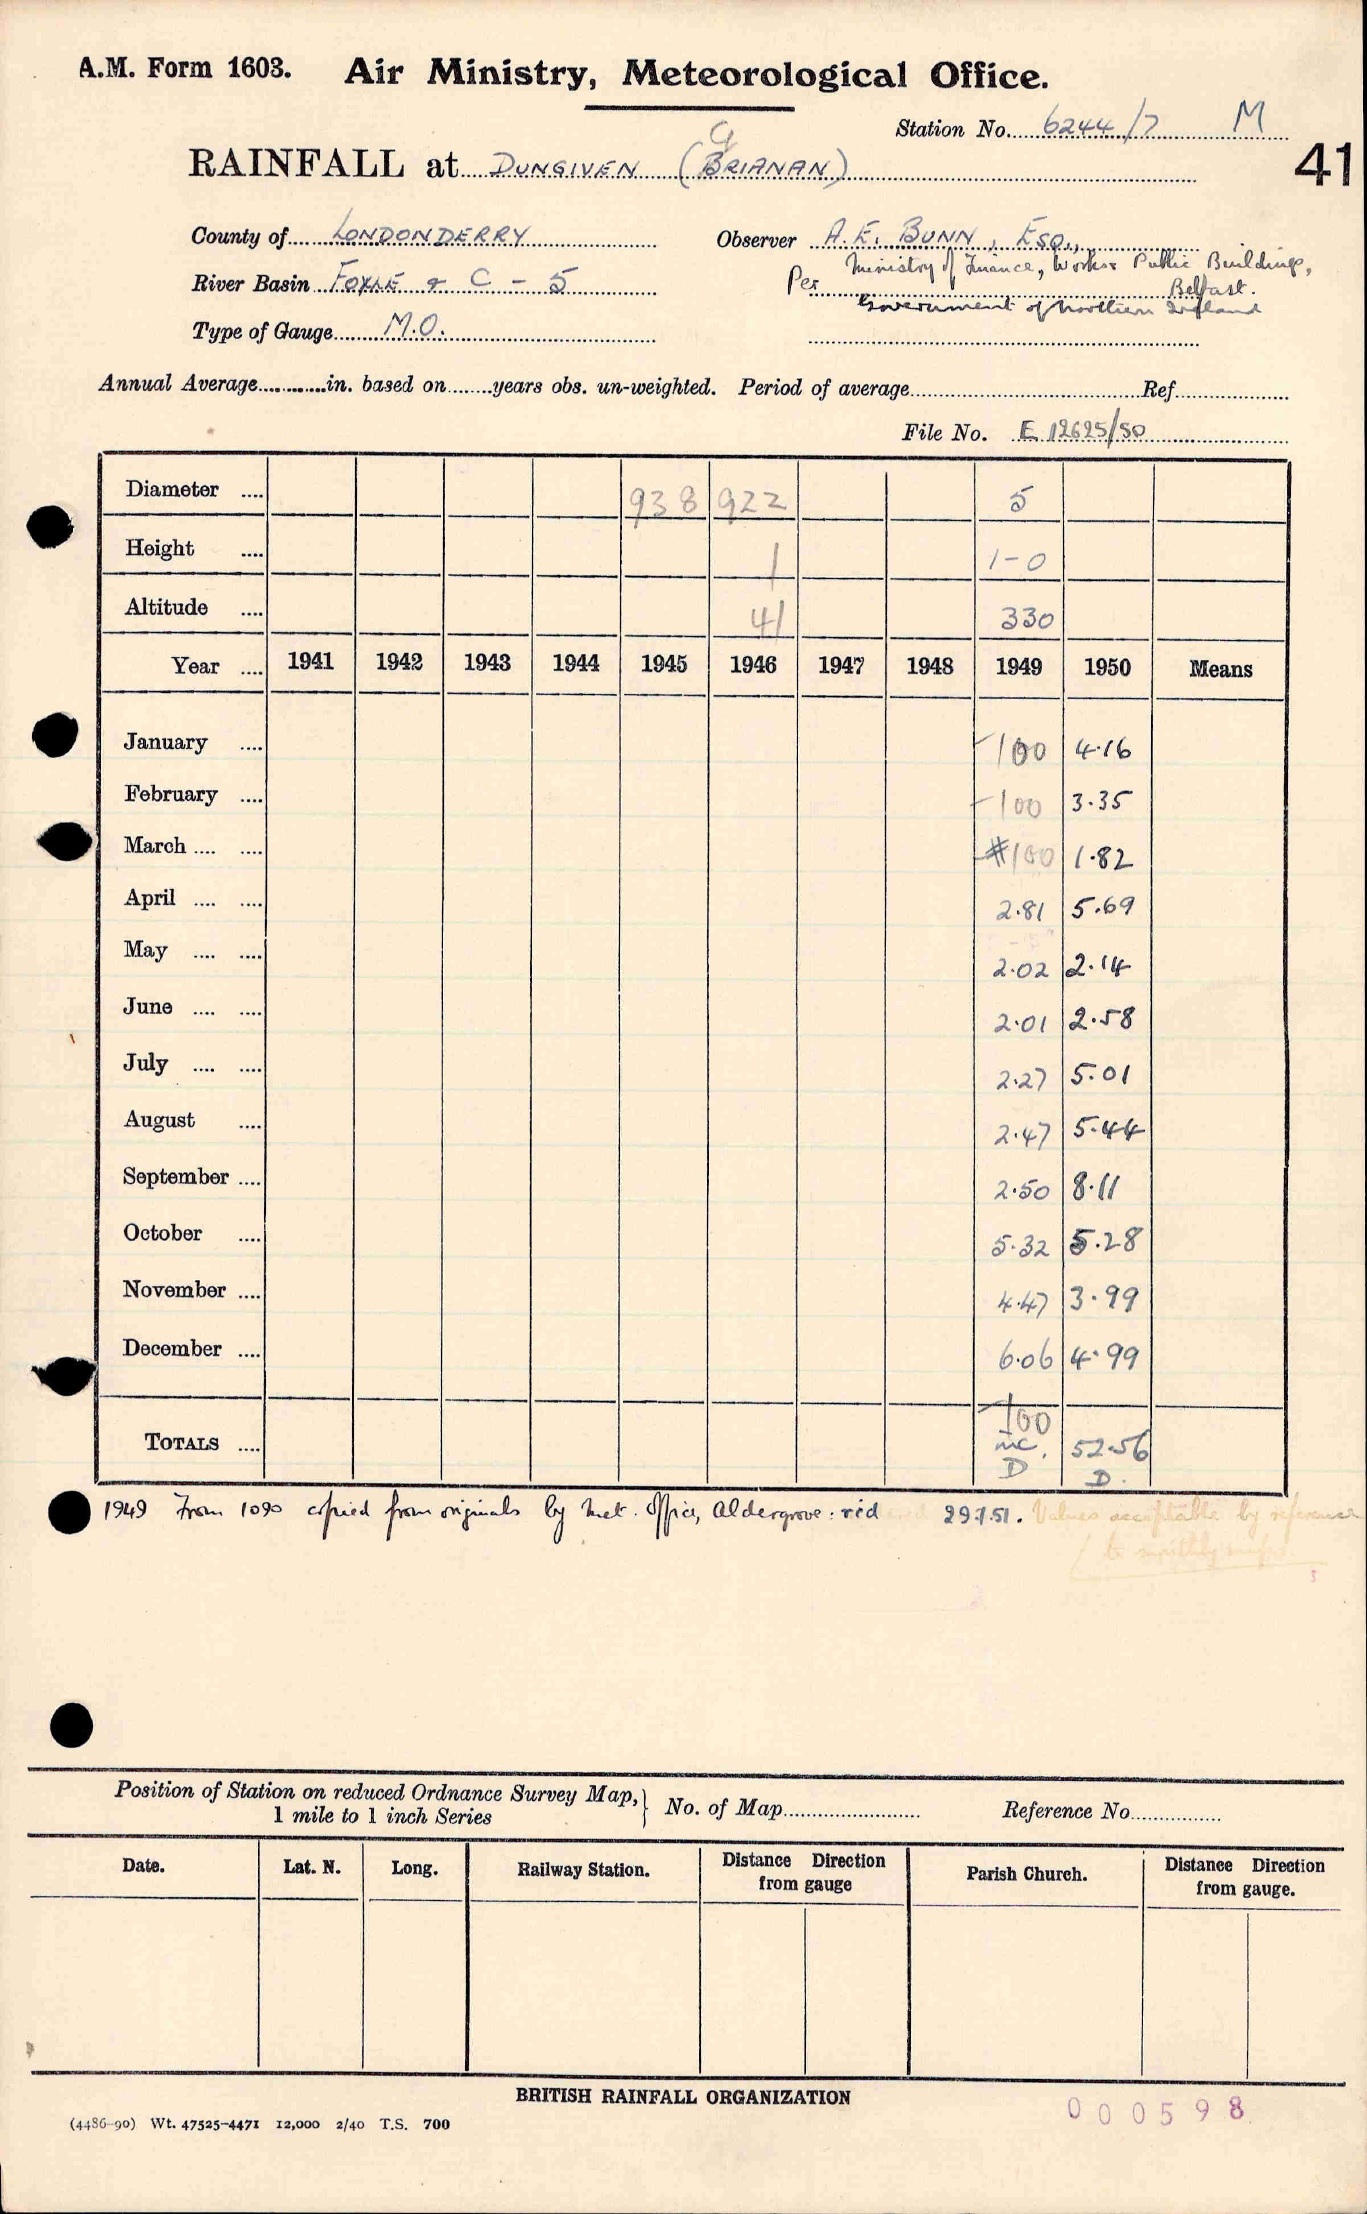 A.M. Form 1603. Air Ministry, Meteorological Office.
Station No. 6244/7 M
41
RAINFALL at DUNGIVEN (BRIANAN)
County of LONDONDERRY Observer A.E. BUNN, ESQ.,
River Basin FOYLE & C - 5 Per Ministry of Finance, Works & Public Buildings, Belfast.
Government of Northern Ireland
Type of Gauge M.O.
Annual Average in. based on years obs. un-weighted. Period of average Ref
File No. E 12625/50
Diameter 938 922 5
Height 1 1-0
Altitude 41 330
Year 1941 1942 1943 1944 1945 1946 1947 1948 1949 1950 Means
January -100 4.16
February -100 3.35
March -100 1.82
April 2.81 5.69
May 2.02 2.14
June 2.01 2.58
July 2.27 5.01
August 2.47 5.44
September 2.50 8.11
October 5.32 5.28
November 4.47 3.99
December 6.06 4.99
TOTALS -100 inc. D 52.56 D.
1949 From 1090 copied from originals by Met. Office, Aldergrove: rcd 29.1.51. Values acceptable by reference
to monthly maps.
Position of Station on reduced Ordnance Survey Map, 1 mile to 1 inch Series No. of Map Reference No.
Date. Lat. N. Long. Railway Station. Distance Direction from gauge Parish Church. Distance Direction from gauge.
BRITISH RAINFALL ORGANIZATION
(4486-90) Wt. 47525-4471 12,000 2/40 T.S. 700
000598